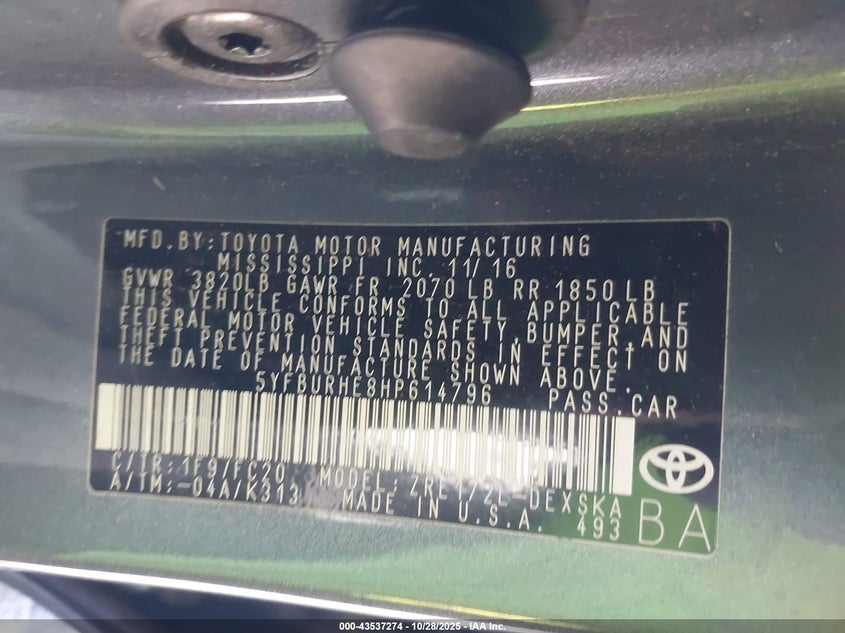 MFD.BY:TOYOTA MOTOR MANUFACTURING
MISSISSIPPI INC. 11/16
GVWR 3820LB GAWR FR 2070 LB RR 1850 LB
THIS VEHICLE CONFORMS TO ALL APPLICABLE
FEDERAL MOTOR VEHICLE SAFETY,BUMPER,AND
THEFT PREVENTION STANDARDS IN EFFECT ON
THE DATE OF MANUFACTURE SHOWN ABOVE.
5YFBURHE8HP614796 PASS.CAR
C/TR:1F9/FC20 MODEL:ZRE172L-DEXSKA
A/TM:-04A/K313 MADE IN U.S.A. 493
BA
000-43537274 | 10/28/2025 - IAA Inc.